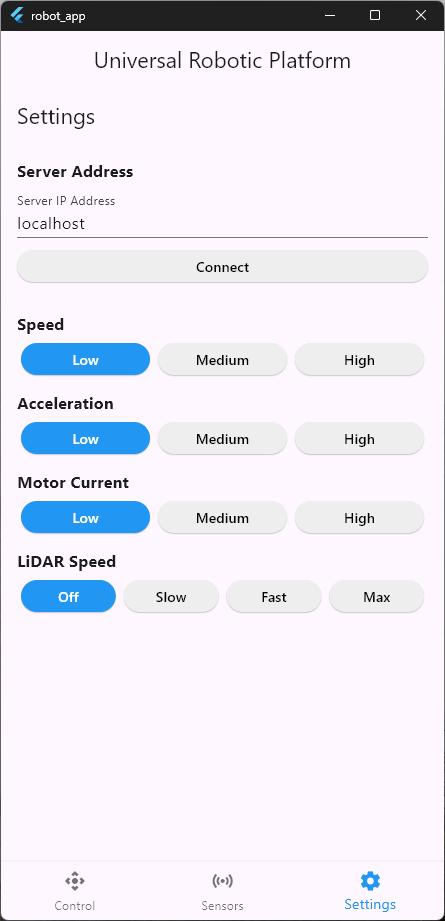 robot_app
Universal Robotic Platform
Settings
Server Address
Server IP Address
localhost
Connect
Speed
Low Medium High
Acceleration
Low Medium High
Motor Current
Low Medium High
LiDAR Speed
Off Slow Fast Max
Control Sensors Settings